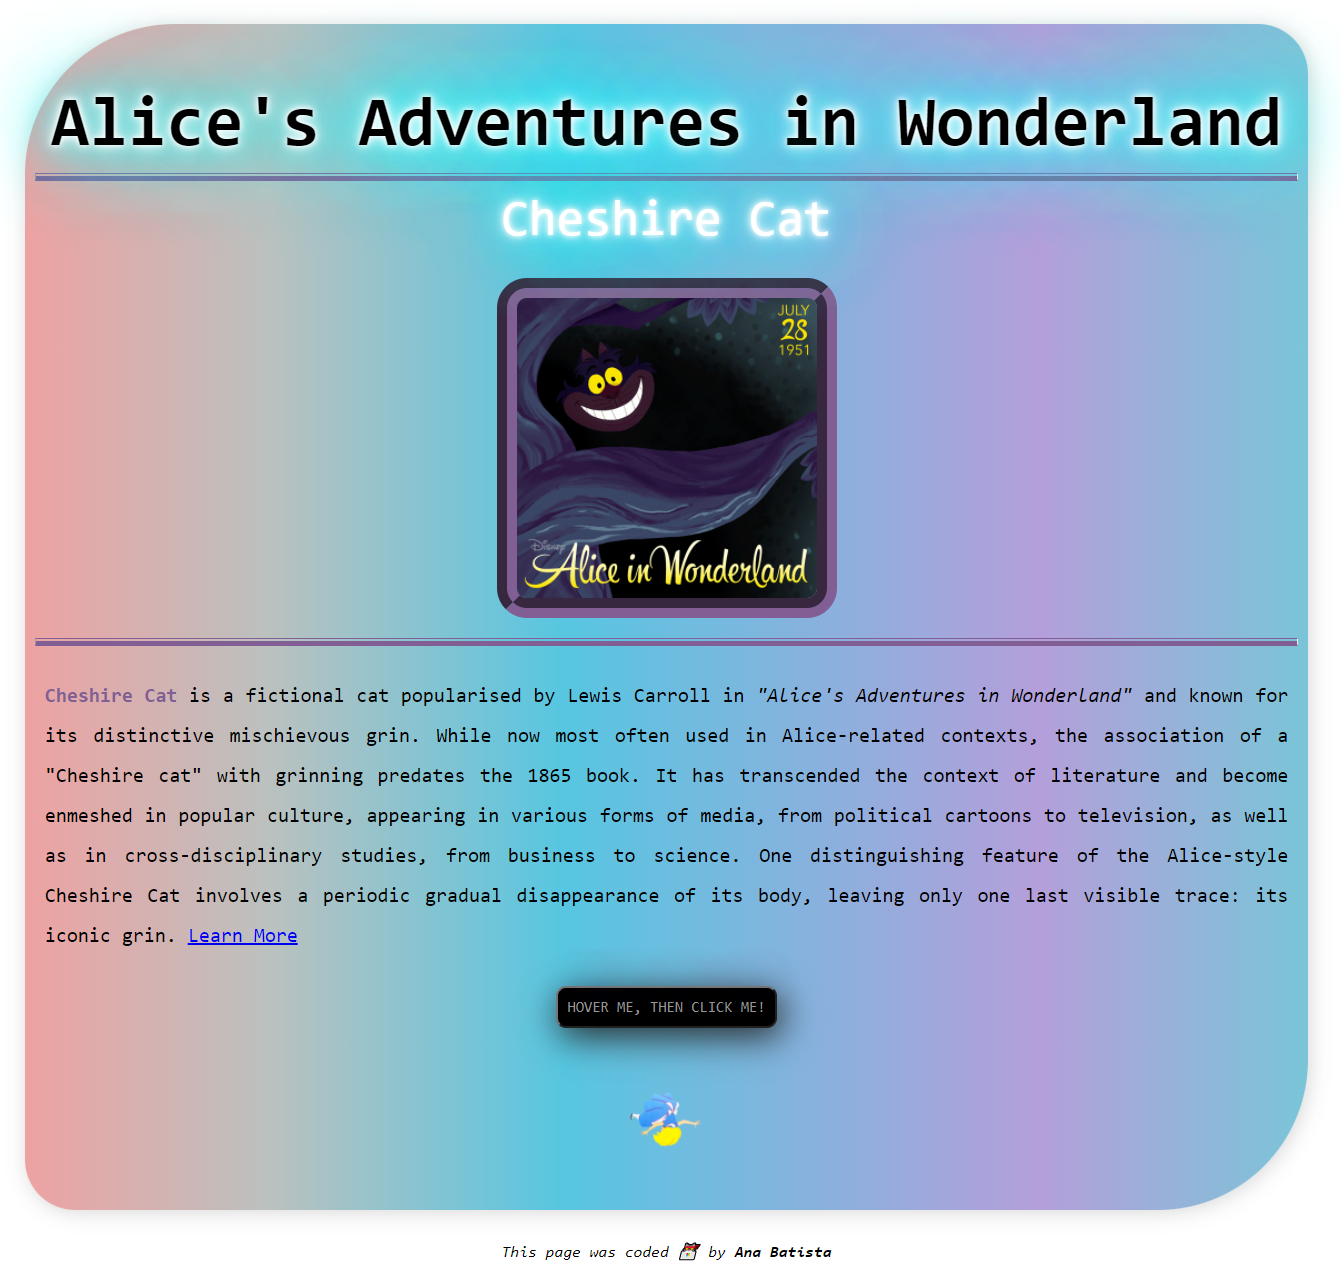 Alice's Adventures in Wonderland
Cheshire Cat
JULY
28
1951
Disney
Alice in Wonderland
Cheshire Cat is a fictional cat popularised by Lewis Carroll in "Alice's Adventures in Wonderland" and known for
its distinctive mischievous grin. While now most often used in Alice-related contexts, the association of a
"Cheshire cat" with grinning predates the 1865 book. It has transcended the context of literature and become
enmeshed in popular culture, appearing in various forms of media, from political cartoons to television, as well
as in cross-disciplinary studies, from business to science. One distinguishing feature of the Alice-style
Cheshire Cat involves a periodic gradual disappearance of its body, leaving only one last visible trace: its
iconic grin. Learn More
HOVER ME, THEN CLICK ME!
This page was coded by Ana Batista